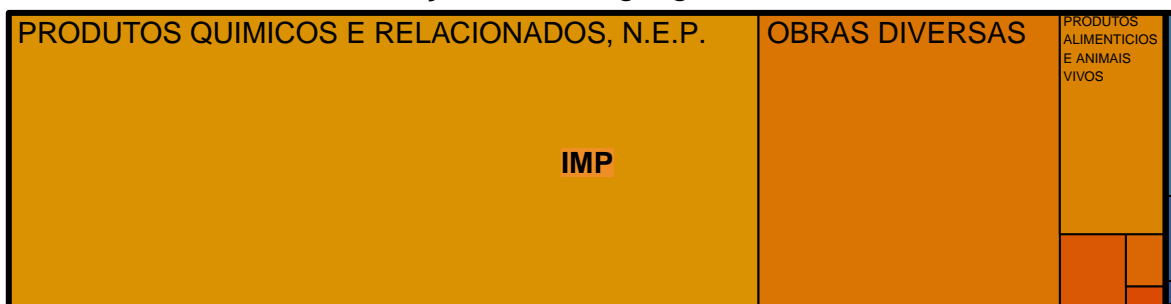 PRODUTOS QUIMICOS E RELACIONADOS, N.E.P.
OBRAS DIVERSAS
PRODUTOS
ALIMENTICIOS
E ANIMAIS
VIVOS
IMP